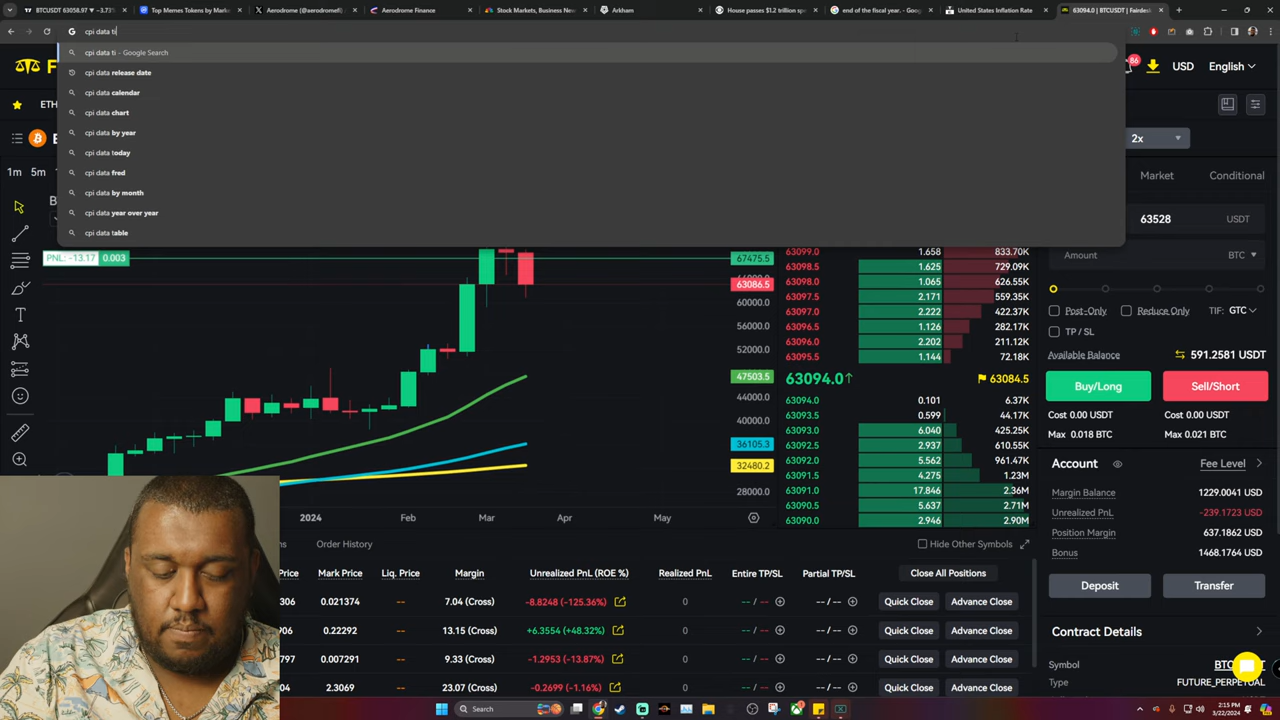 BTCUSDT 63058.97 ▼ −3.73%
Top Memes Tokens by Mark
Aerodrome (@aerodromefi)
Aerodrome Finance
Stock Markets, Business New
Arkham
House passes $1.2 trillion spe
end of the fiscal year. - Goog
United States Inflation Rate
63094.0 | BTCUSDT | Fairdesk
cpi data ti
cpi data ti – Google Search
cpi data release date
cpi data calendar
cpi data chart
cpi data by year
cpi data today
cpi data fred
cpi data by month
cpi data year over year
cpi data table
F
86
USD
English
ETH
B
2x
1m 5m
Market
Conditional
B
63528
USDT
PNL: -13.17 0.003
67475.5
63086.5
60000.0
56000.0
52000.0
47503.5
44000.0
40000.0
36105.3
32480.2
28000.0
2024
Feb
Mar
Apr
May
63099.0 1.658 833.70K
63098.5 1.625 729.09K
63098.0 1.065 626.55K
63097.5 2.171 559.35K
63097.0 2.222 422.37K
63096.5 1.126 282.17K
63096.0 2.202 211.12K
63095.5 1.144 72.18K
63094.0↑ 63084.5
63094.0 0.101 6.37K
63093.5 0.599 44.17K
63093.0 6.040 425.25K
63092.5 2.937 610.55K
63092.0 5.562 961.47K
63091.5 4.275 1.23M
63091.0 17.846 2.36M
63090.5 5.637 2.71M
63090.0 2.946 2.90M
Amount
BTC
Post-Only
Reduce Only
TIF: GTC
TP / SL
Available Balance
591.2581 USDT
Buy/Long
Sell/Short
Cost 0.00 USDT
Cost 0.00 USDT
Max 0.018 BTC
Max 0.021 BTC
Account
Fee Level
Margin Balance 1229.0041 USD
Unrealized PnL -239.1723 USD
Position Margin 637.1862 USD
Bonus 1468.1764 USD
Deposit
Transfer
Contract Details
Symbol
Type FUTURE_PERPETUAL
ns
Order History
Hide Other Symbols
Price Mark Price Liq. Price Margin Unrealized PnL (ROE %) Realized PnL Entire TP/SL Partial TP/SL Close All Positions
306 0.021374 -- 7.04 (Cross) -8.8248 (-125.36%) 0 -- / -- -- / -- Quick Close Advance Close
906 0.22292 -- 13.15 (Cross) +6.3554 (+48.32%) 0 -- / -- -- / -- Quick Close Advance Close
797 0.007291 -- 9.33 (Cross) -1.2953 (-13.87%) 0 -- / -- -- / -- Quick Close Advance Close
04 2.3069 -- 23.07 (Cross) -0.2699 (-1.16%) 0 -- / -- -- / -- Quick Close Advance Close
Search
2:15 PM
3/22/2024